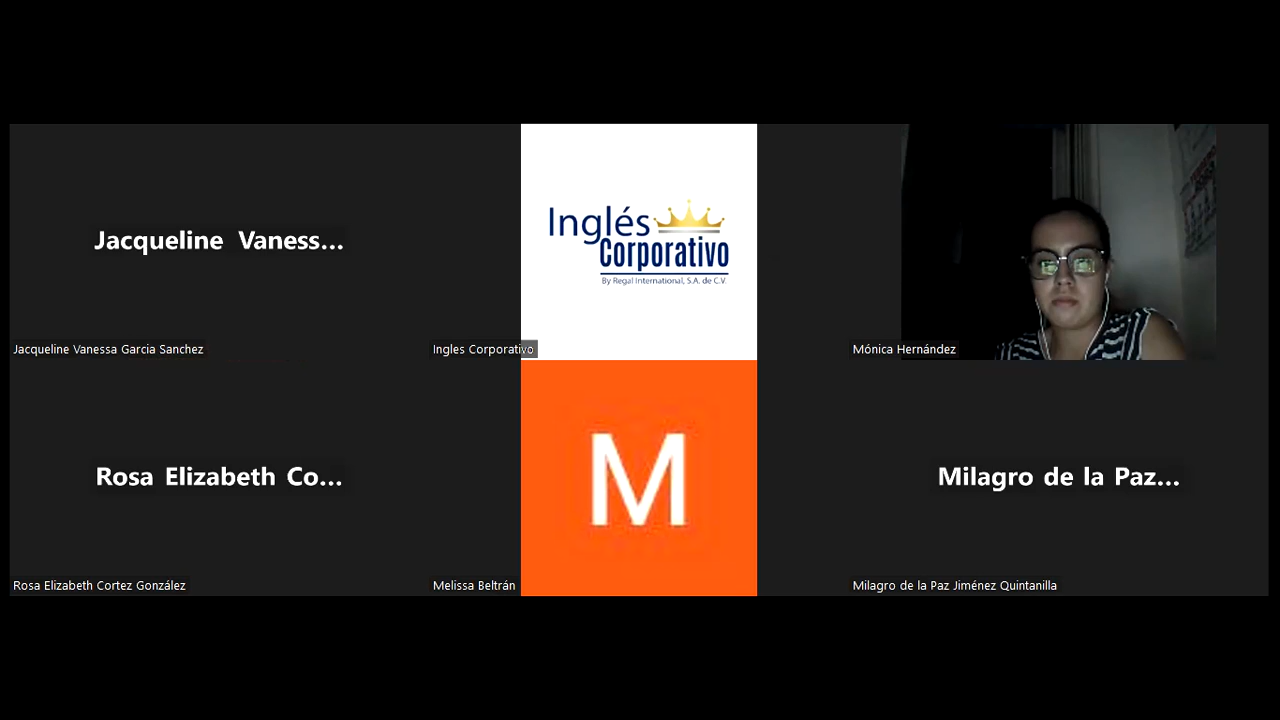 Jacqueline Vaness...
Inglés
Corporativo
By Regal International, S.A. de C.V.
Jacqueline Vanessa Garcia Sanchez
Ingles Corporativo
Mónica Hernández
Rosa Elizabeth Co...
M
Milagro de la Paz...
Rosa Elizabeth Cortez González
Melissa Beltrán
Milagro de la Paz Jiménez Quintanilla